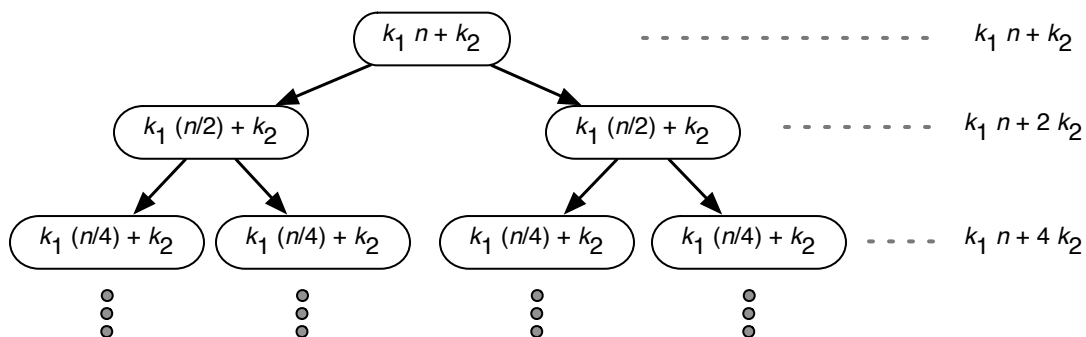 k1 n + k2 k1 n + k2
k1 (n/2) + k2 k1 (n/2) + k2 k1 n + 2 k2
k1 (n/4) + k2 k1 (n/4) + k2 k1 (n/4) + k2 k1 (n/4) + k2 k1 n + 4 k2